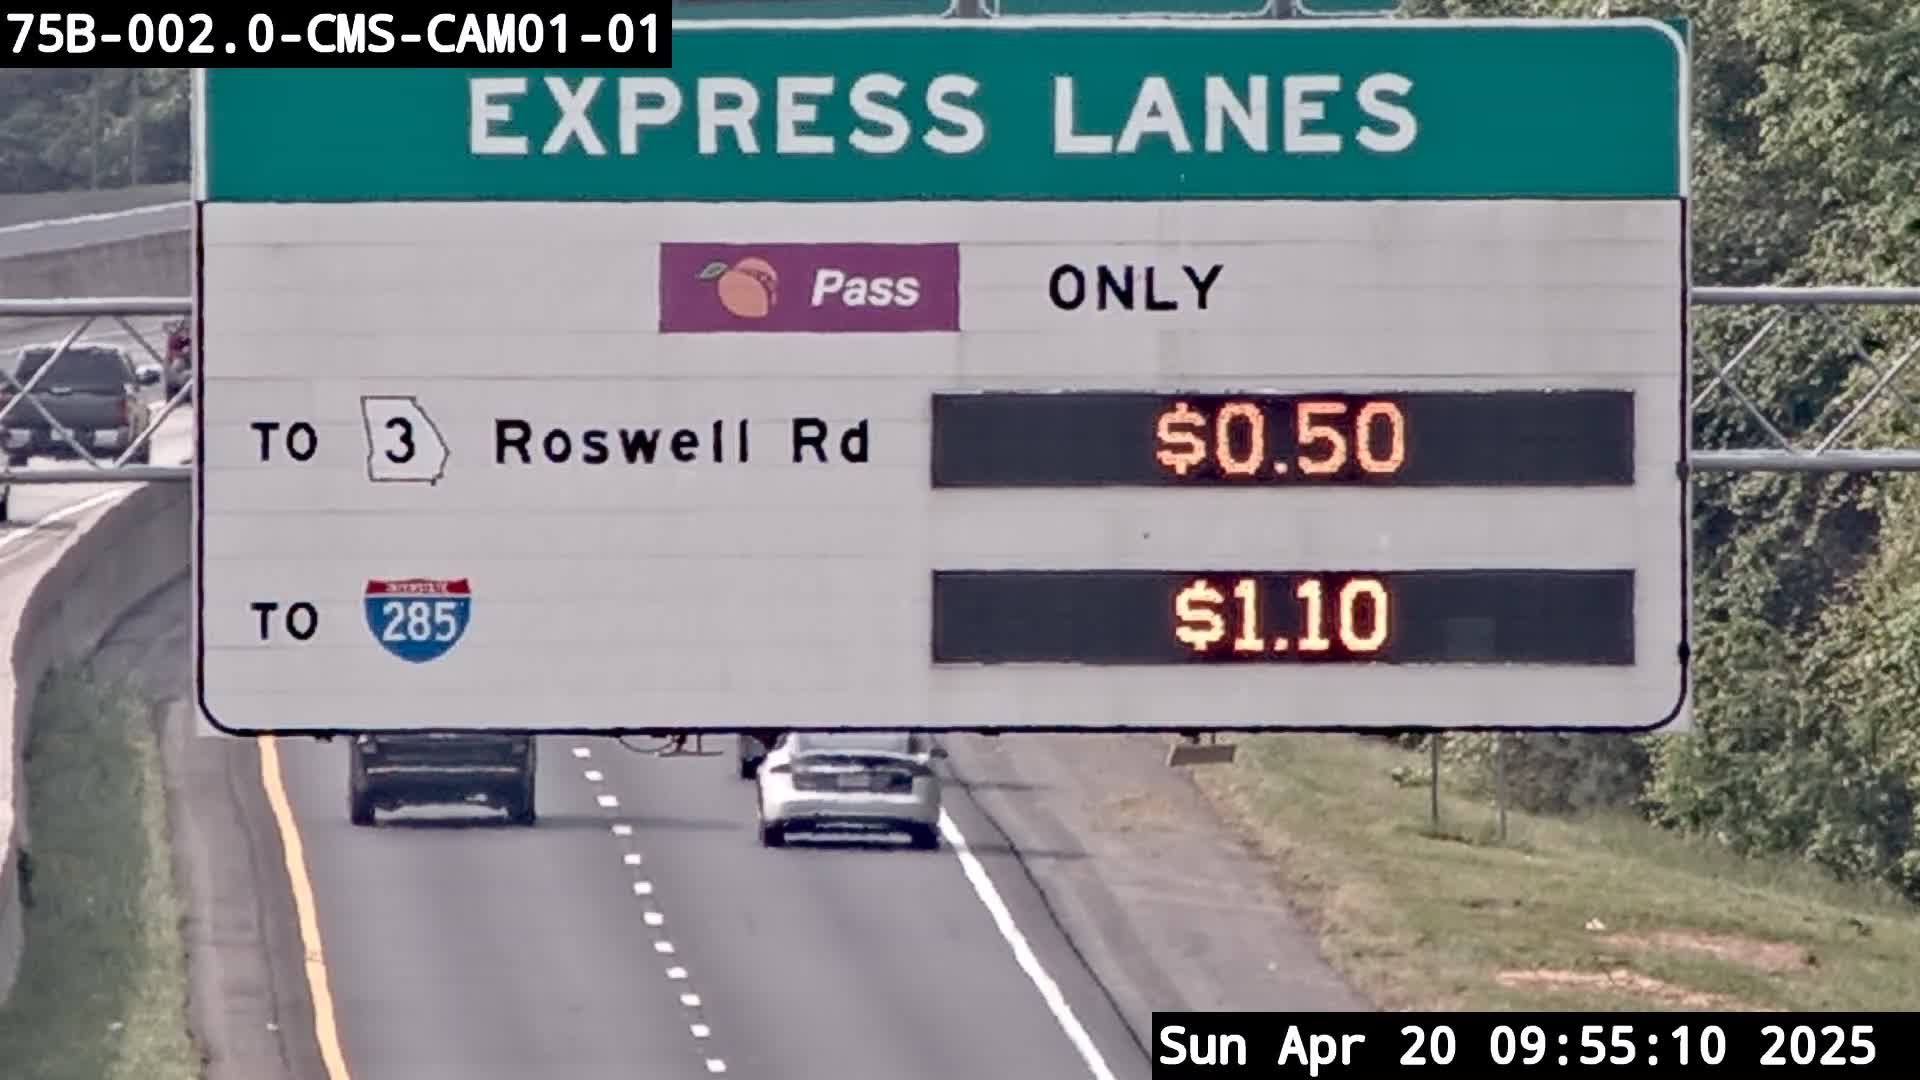 75B-002.0-CMS-CAM01-01
EXPRESS LANES
Pass ONLY
TO 3 Roswell Rd $0.50
TO INTERSTATE 285 $1.10
Sun Apr 20 09:55:10 2025